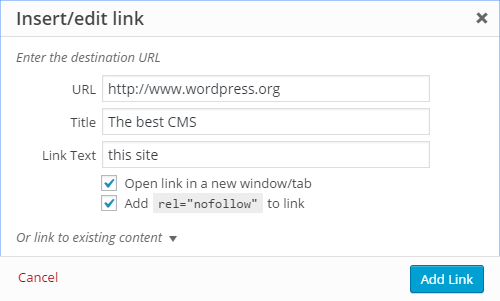 Insert/edit link
Enter the destination URL
URL http://www.wordpress.org
Title The best CMS
Link Text this site
Open link in a new window/tab
Add rel="nofollow" to link
Or link to existing content
Cancel Add Link